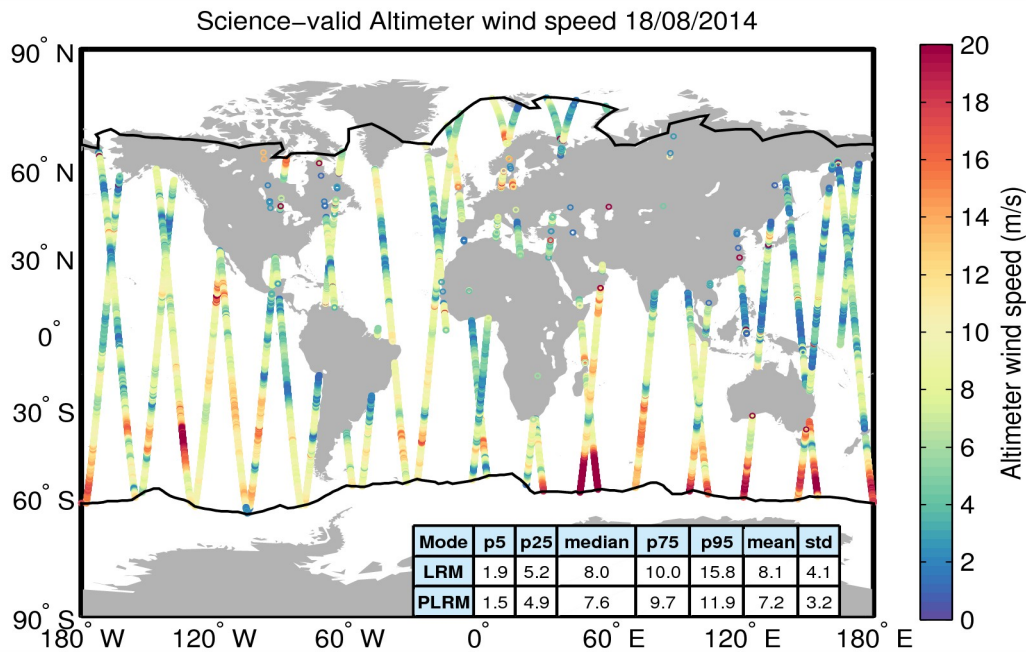 Science−valid Altimeter wind speed 18/08/2014
90° N
60° N
30° N
0°
30° S
60° S
90° S
180° W
120° W
60° W
0°
60° E
120° E
180° E
Mode p5 p25 median p75 p95 mean std
LRM 1.9 5.2 8.0 10.0 15.8 8.1 4.1
PLRM 1.5 4.9 7.6 9.7 11.9 7.2 3.2
20
18
16
14
12
10
8
6
4
2
0
Altimeter wind speed (m/s)